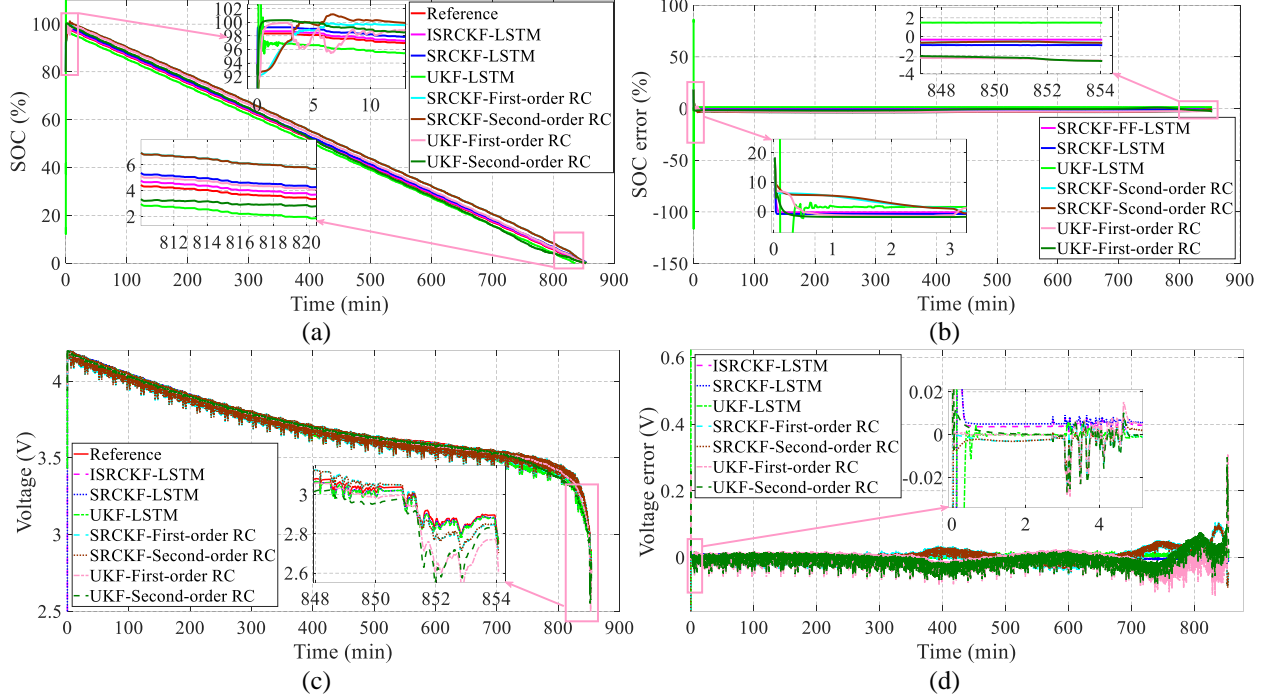 100
80
60
40
20
0
SOC (%)
102
100
98
96
94
92
0 5 10
Reference
ISRCKF-LSTM
SRCKF-LSTM
UKF-LSTM
SRCKF-First-order RC
SRCKF-Second-order RC
UKF-First-order RC
UKF-Second-order RC
6
4
2
812 814 816 818 820
0 100 200 300 400 500 600 700 800 900
Time (min)
(a)
100
50
0
-50
-100
-150
SOC error (%)
2
0
-2
-4
848 850 852 854
20
10
0
0 1 2 3
SRCKF-FF-LSTM
SRCKF-LSTM
UKF-LSTM
SRCKF-Scond-order RC
SRCKF-Second-order RC
UKF-First-order RC
UKF-First-order RC
0 100 200 300 400 500 600 700 800 900
Time (min)
(b)
4
3.5
3
2.5
Voltage (V)
Reference
ISRCKF-LSTM
SRCKF-LSTM
UKF-LSTM
SRCKF-First-order RC
SRCKF-Second-order RC
UKF-First-order RC
UKF-Second-order RC
3
2.8
2.6
848 850 852 854
0 100 200 300 400 500 600 700 800 900
Time (min)
(c)
0.6
0.4
0.2
0
Voltage error (V)
ISRCKF-LSTM
SRCKF-LSTM
UKF-LSTM
SRCKF-First-order RC
SRCKF-Second-order RC
UKF-First-order RC
UKF-Second-order RC
0.02
0
-0.02
0 2 4
0 100 200 300 400 500 600 700 800
Time (min)
(d)